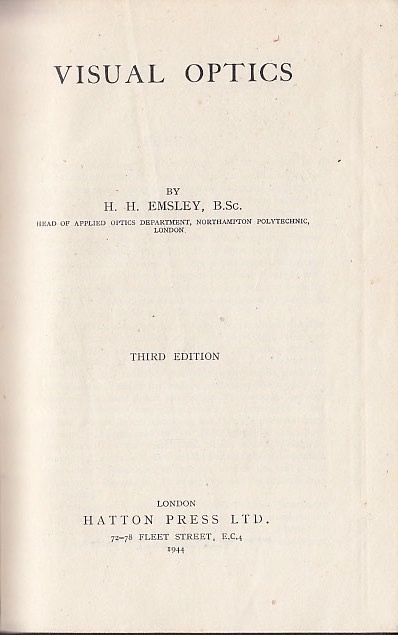 VISUAL OPTICS
BY
H. H. EMSLEY, B.Sc.
HEAD OF APPLIED OPTICS DEPARTMENT, NORTHAMPTON POLYTECHNIC,
LONDON.
THIRD EDITION
LONDON
HATTON PRESS LTD.
72–78 FLEET STREET, E.C.4
1944